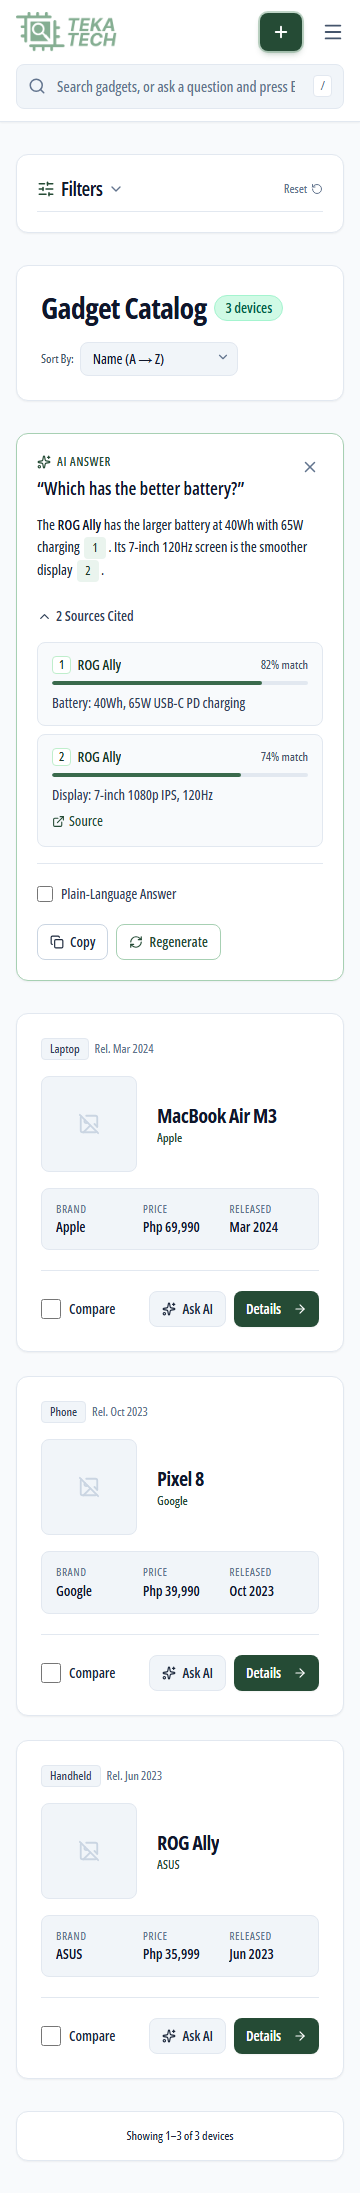 TEKA
TECH
Search gadgets, or ask a question and press E
/
Filters
Reset
Gadget Catalog
3 devices
Sort By:
Name (A → Z)
AI ANSWER
“Which has the better battery?”
The ROG Ally has the larger battery at 40Wh with 65W
charging 1 . Its 7-inch 120Hz screen is the smoother
display 2 .
2 Sources Cited
1 ROG Ally 82% match
Battery: 40Wh, 65W USB-C PD charging
2 ROG Ally 74% match
Display: 7-inch 1080p IPS, 120Hz
Source
Plain-Language Answer
Copy
Regenerate
Laptop Rel. Mar 2024
MacBook Air M3
Apple
BRAND PRICE RELEASED
Apple Php 69,990 Mar 2024
Compare Ask AI Details
Phone Rel. Oct 2023
Pixel 8
Google
BRAND PRICE RELEASED
Google Php 39,990 Oct 2023
Compare Ask AI Details
Handheld Rel. Jun 2023
ROG Ally
ASUS
BRAND PRICE RELEASED
ASUS Php 35,999 Jun 2023
Compare Ask AI Details
Showing 1–3 of 3 devices